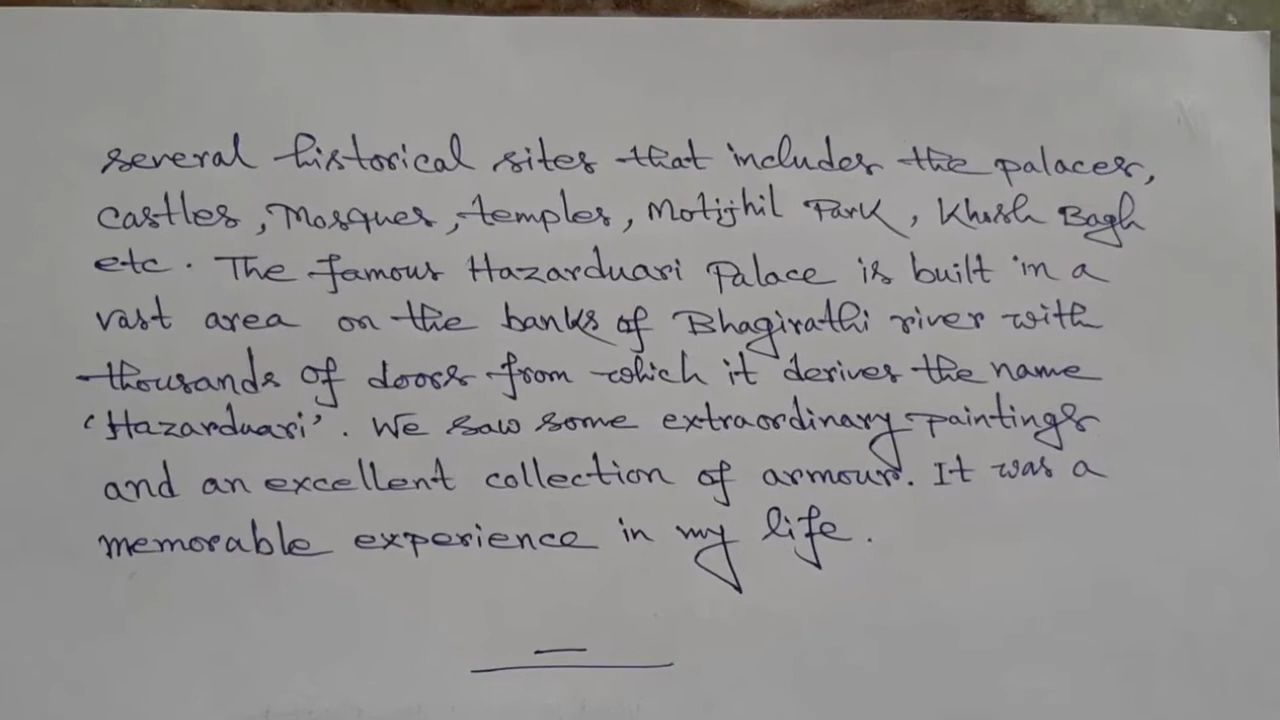 several historical sites that includes the palaces,
castles, Mosques, temples, Motijhil Park, Khush Bagh
etc. The famous Hazarduari Palace is built in a
vast area on the banks of Bhagirathi river with
thousands of doors from which it derives the name
'Hazarduari'. We saw some extraordinary paintings
and an excellent collection of armour. It was a
memorable experience in my life.